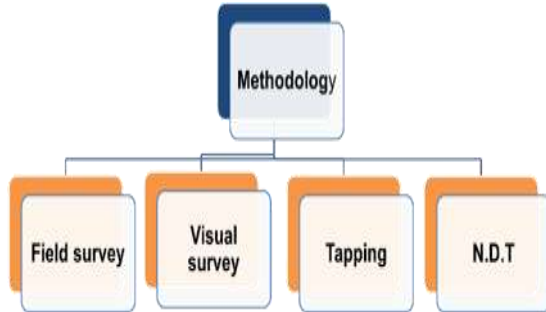 Methodology
Field survey
Visual
survey
Tapping
N.D.T